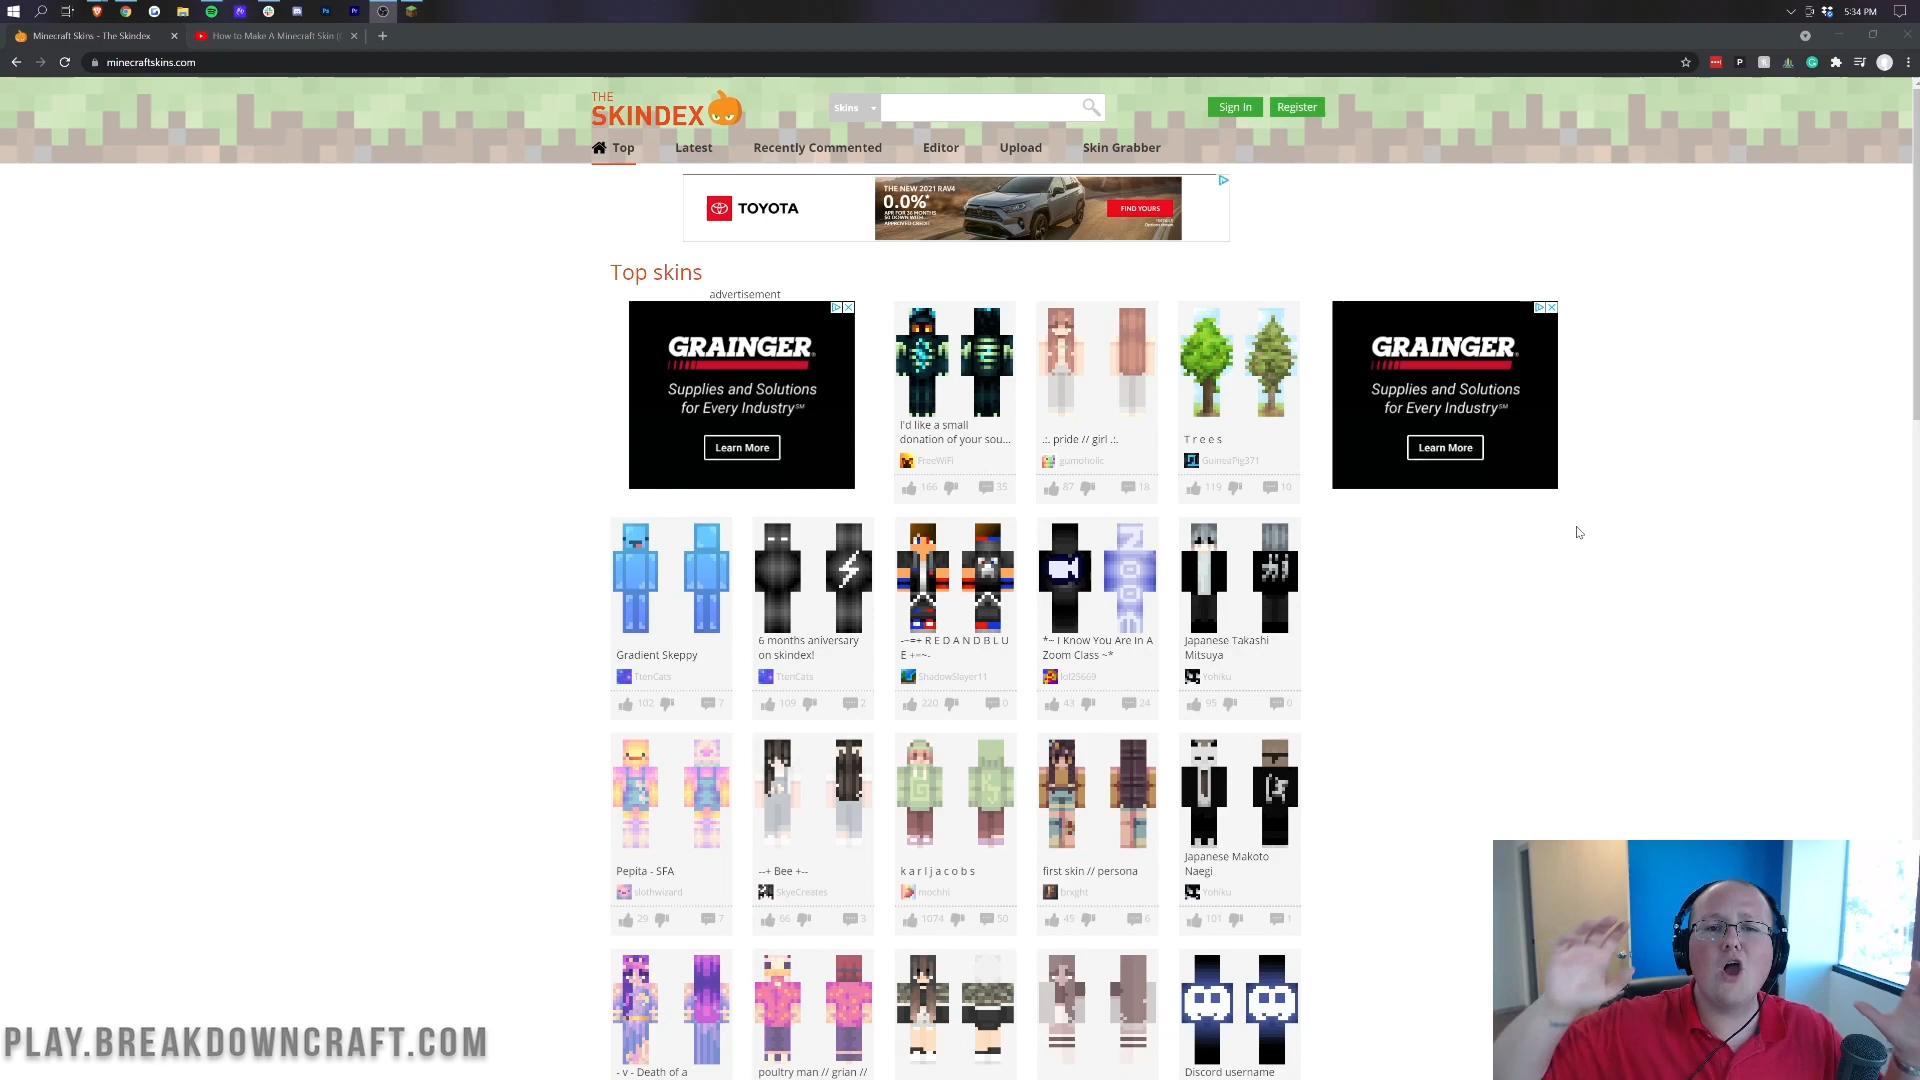 5:34 PM
Minecraft Skins - The Skindex
How to Make A Minecraft Skin (
minecraftskins.com
THE
SKINDEX
Skins
Sign In
Register
Top
Latest
Recently Commented
Editor
Upload
Skin Grabber
TOYOTA
THE NEW 2021 RAV4
0.0%*
APR FOR 36 MONTHS
FIND YOURS
Top skins
advertisement
GRAINGER
Supplies and Solutions
for Every Industry℠
Learn More
I'd like a small
donation of your sou...
FreeWiFi
166
35
.:. pride // girl .:.
gumoholic
87
18
T r e e s
GuineaPig371
119
10
GRAINGER
Supplies and Solutions
for Every Industry℠
Learn More
Gradient Skeppy
TtenCats
102
7
6 months aniversary
on skindex!
TtenCats
109
2
-~=+ R E D A N D B L U
E +=~-
ShadowSlayer11
220
0
*~ I Know You Are In A
Zoom Class ~*
lol25669
43
24
Japanese Takashi
Mitsuya
Yohiku
95
0
Pepita - SFA
slothwizard
29
7
--+ Bee +--
SkyeCreates
66
3
k a r l j a c o b s
mochhi
1074
50
first skin // persona
brxght
45
6
Japanese Makoto
Naegi
Yohiku
101
1
- v - Death of a
poultry man // grian //
Discord username
PLAY.BREAKDOWNCRAFT.COM